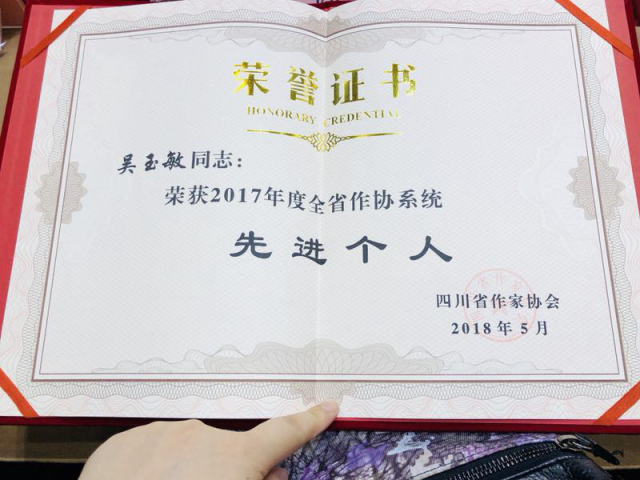 荣誉证书
HONORARY CREDENTIAL
吴玉敏同志：
荣获2017年度全省作协系统
先进个人
四川省作家协会
2018年5月